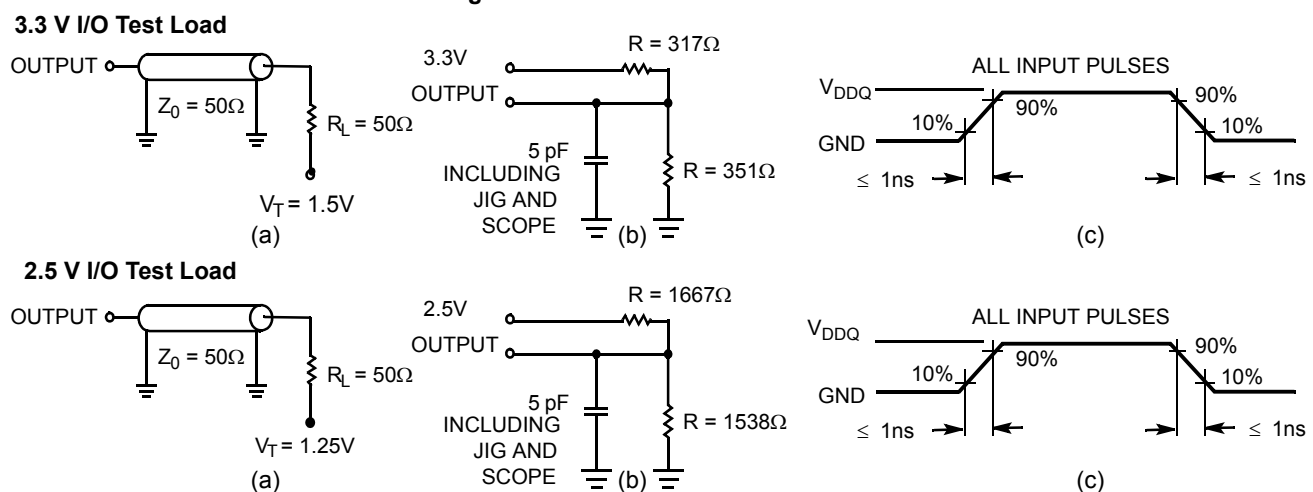 3.3 V I/O Test Load
OUTPUT
Z0 = 50Ω
RL = 50Ω
VT = 1.5V
(a)
3.3V
OUTPUT
R = 317Ω
5 pF
INCLUDING
JIG AND
SCOPE
R = 351Ω
(b)
ALL INPUT PULSES
VDDQ
GND
10%
90%
90%
10%
≤ 1ns
≤ 1ns
(c)
2.5 V I/O Test Load
OUTPUT
Z0 = 50Ω
RL = 50Ω
VT = 1.25V
(a)
2.5V
OUTPUT
R = 1667Ω
5 pF
INCLUDING
JIG AND
SCOPE
R = 1538Ω
(b)
ALL INPUT PULSES
VDDQ
GND
10%
90%
90%
10%
≤ 1ns
≤ 1ns
(c)